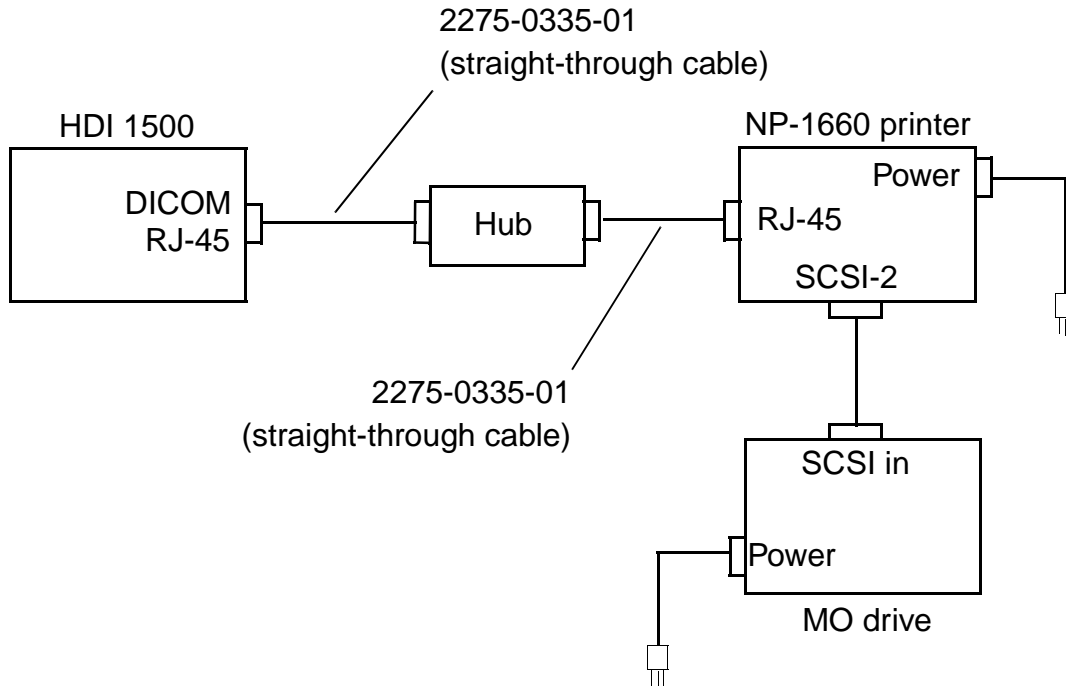 2275-0335-01
(straight-through cable)
HDI 1500
NP-1660 printer
Power
DICOM
RJ-45
Hub
RJ-45
SCSI-2
2275-0335-01
(straight-through cable)
SCSI in
Power
MO drive